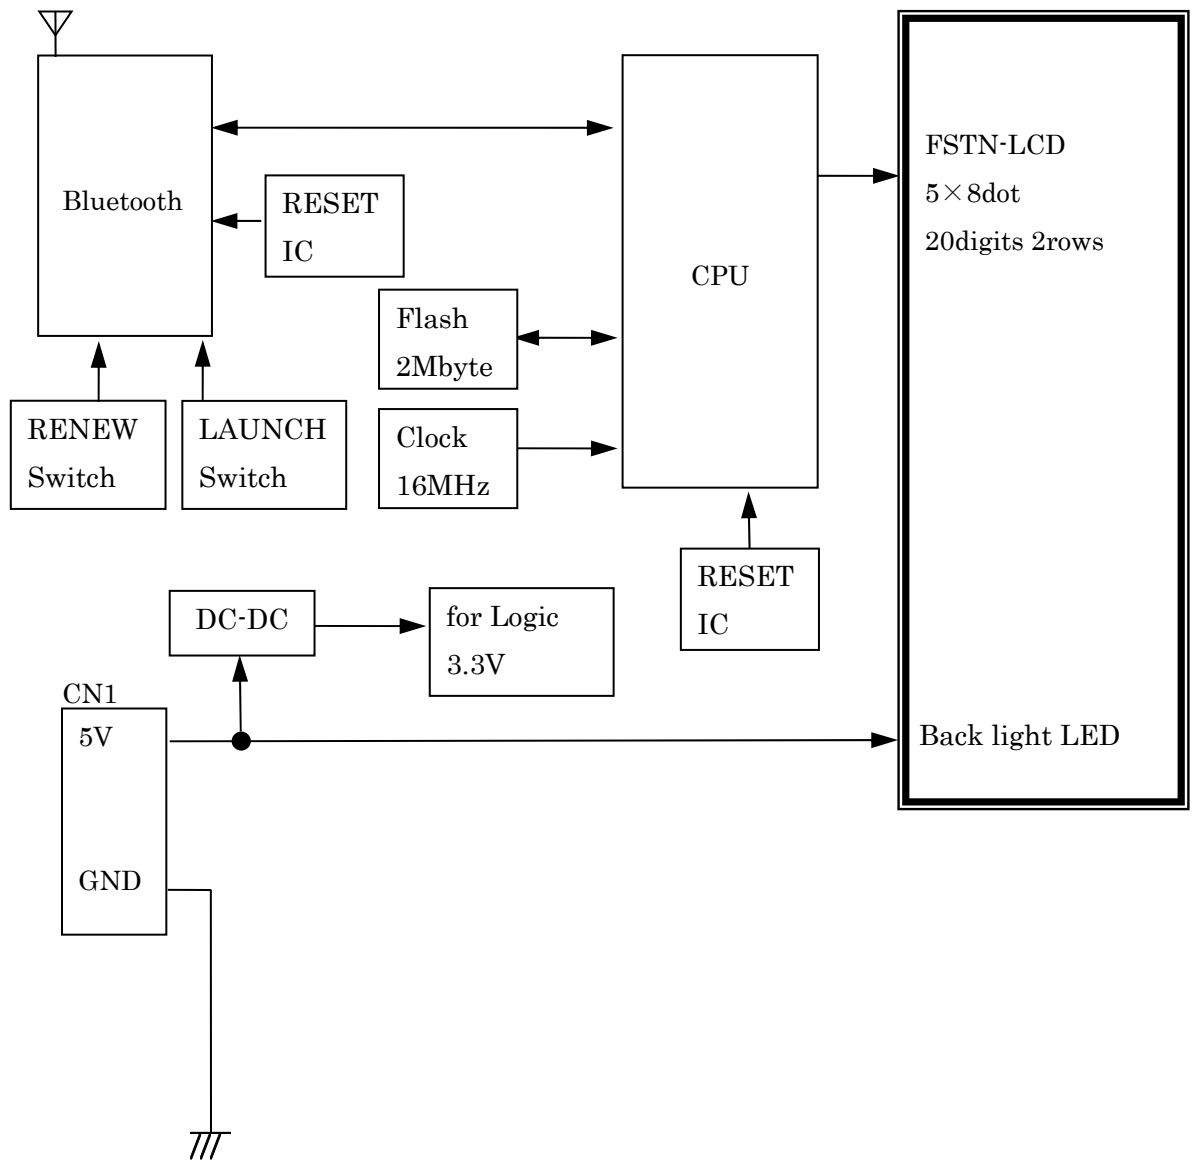 FSTN-LCD
5×8dot
20digits 2rows
Bluetooth
RESET
IC
CPU
Flash
2Mbyte
RENEW
Switch
LAUNCH
Switch
Clock
16MHz
RESET
IC
DC-DC
for Logic
3.3V
CN1
5V
Back light LED
GND